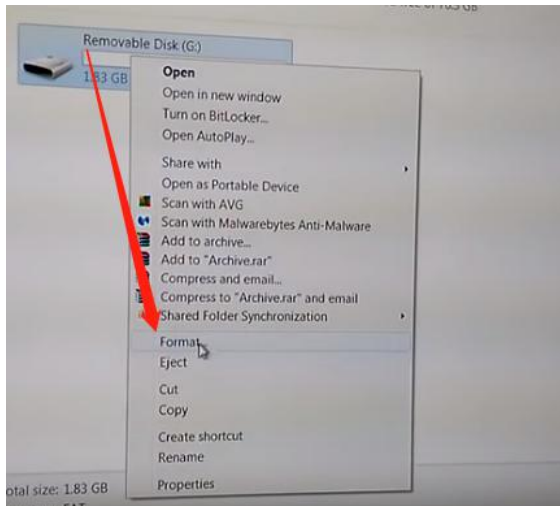 Removable Disk (G:)
1.83 GB
Open
Open in new window
Turn on BitLocker...
Open AutoPlay...
Share with
Open as Portable Device
Scan with AVG
Scan with Malwarebytes Anti-Malware
Add to archive...
Add to "Archive.rar"
Compress and email...
Compress to "Archive.rar" and email
Shared Folder Synchronization
Format...
Eject
Cut
Copy
Create shortcut
Rename
Properties
otal size: 1.83 GB